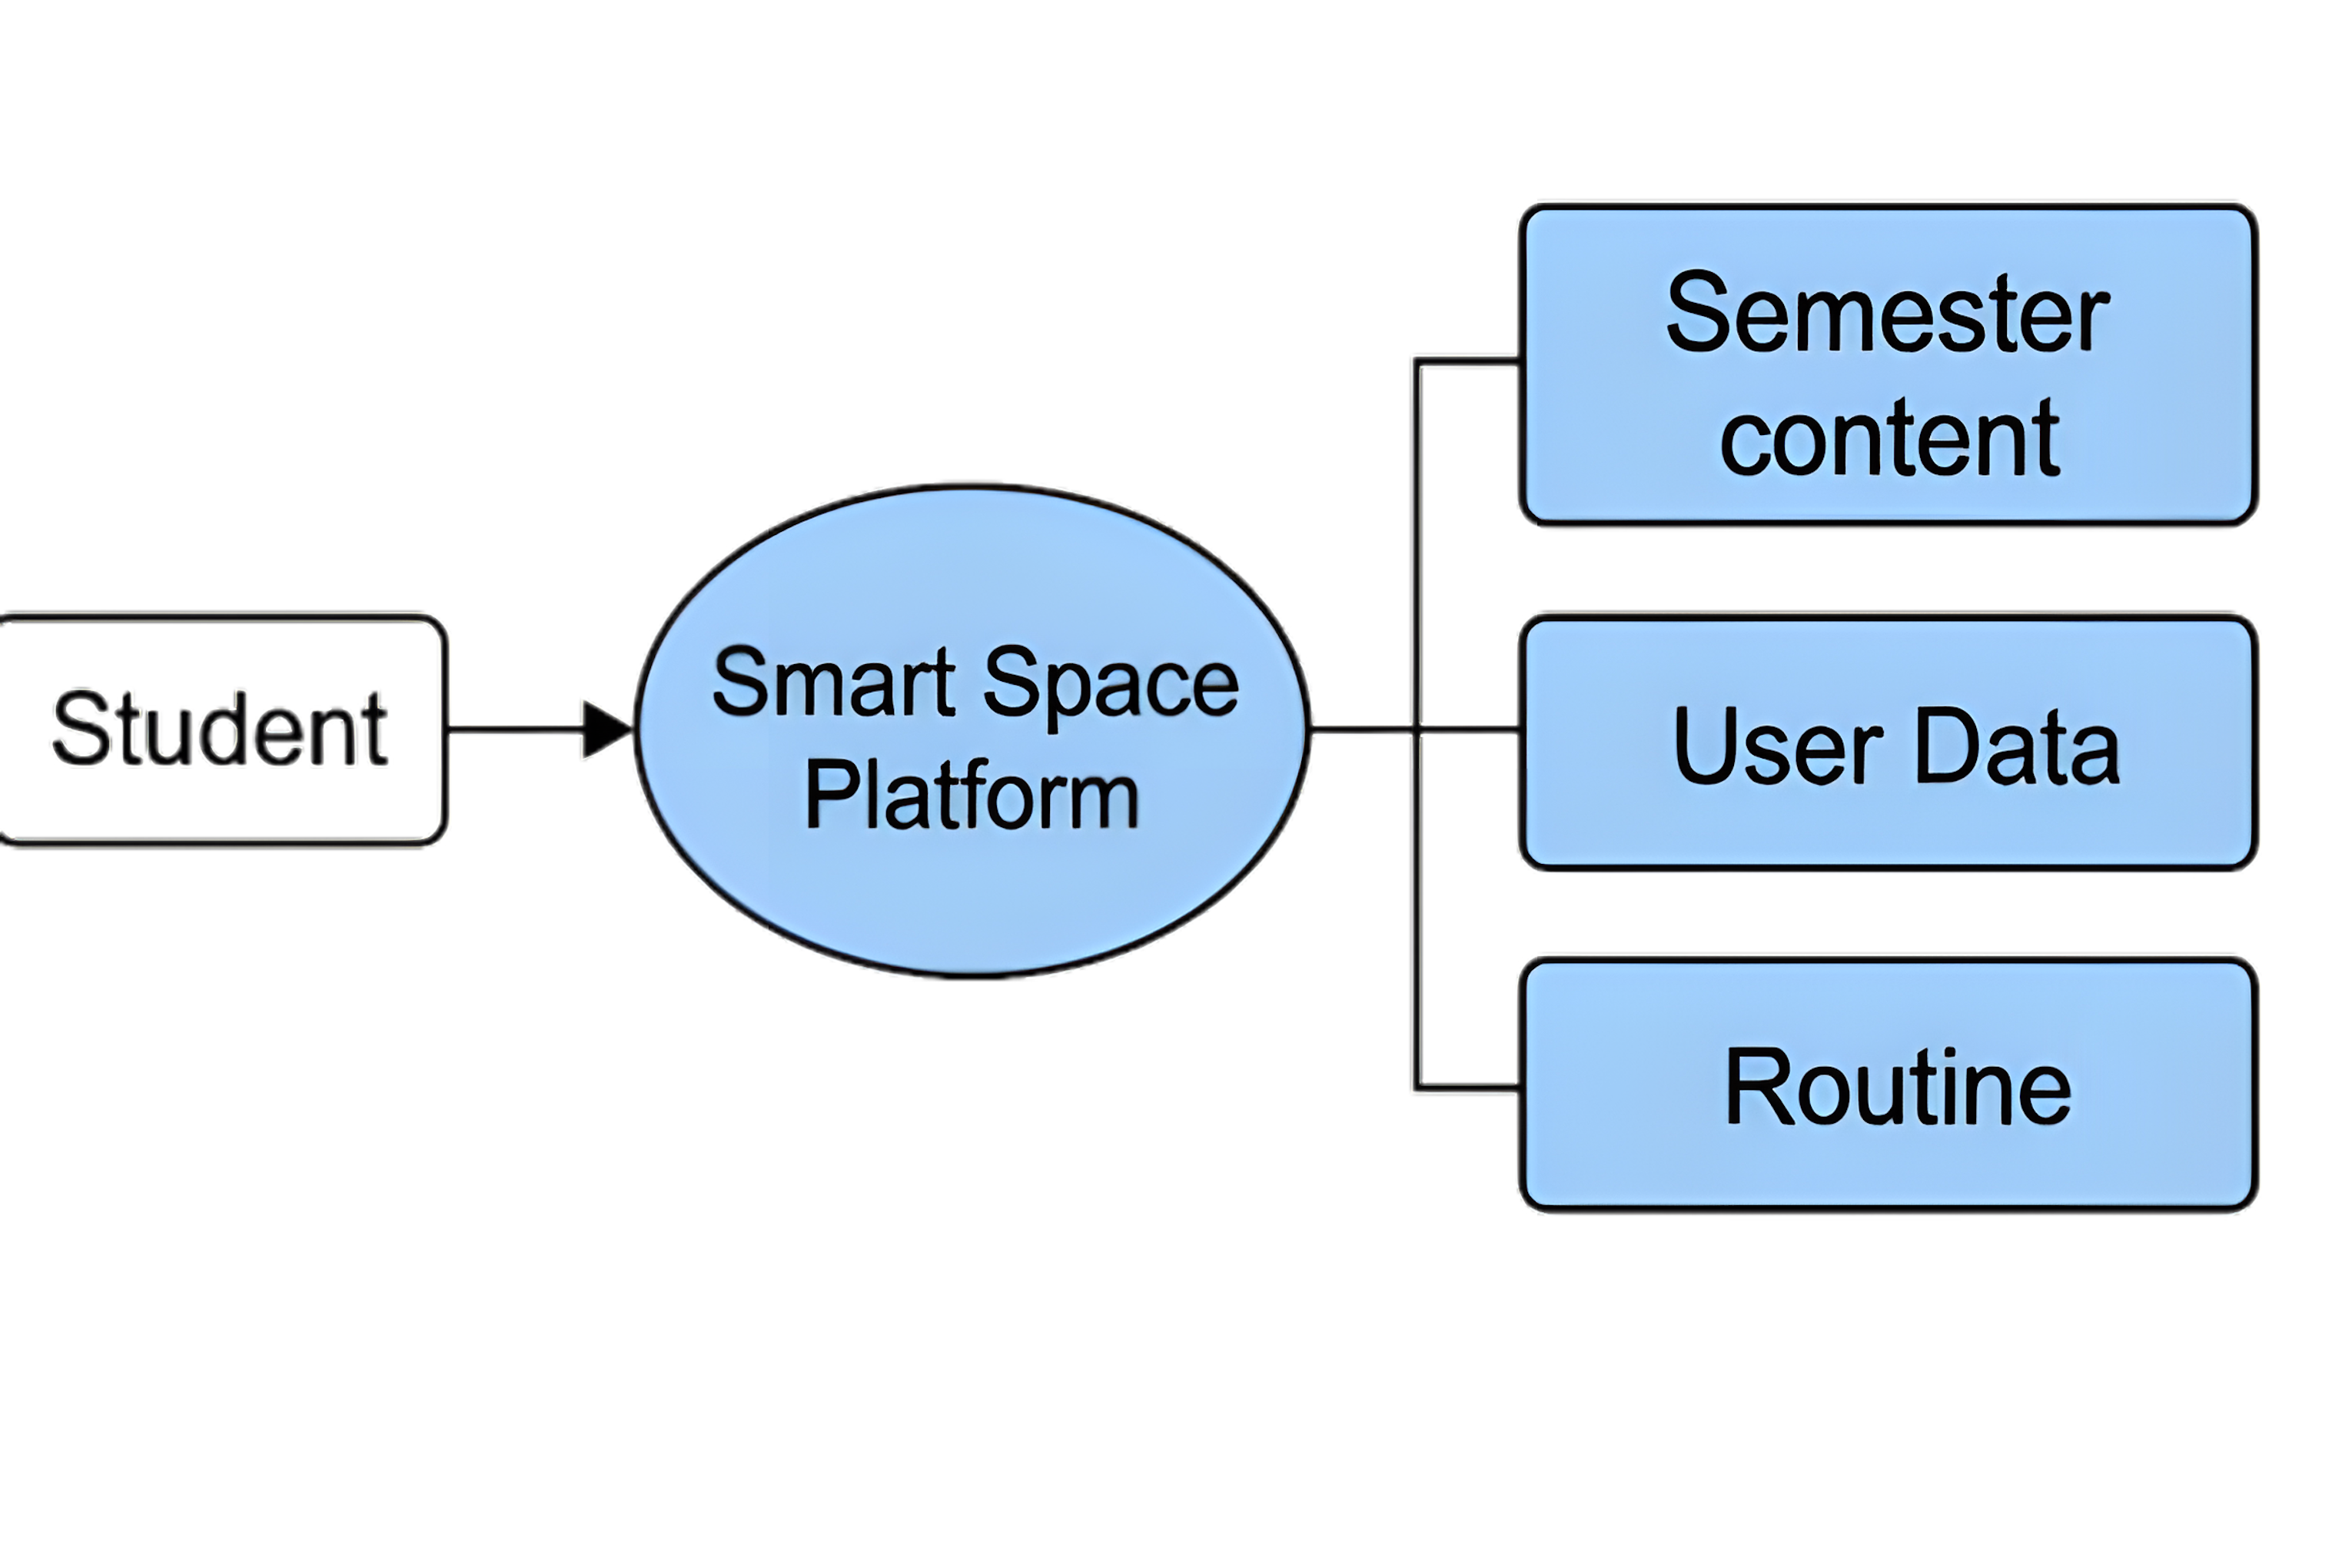 Student
Smart Space
Platform
Semester
content
User Data
Routine